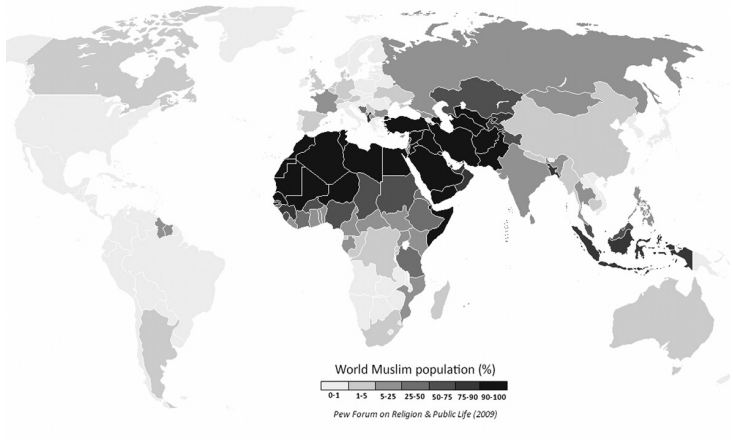 World Muslim population (%)
0-1 1-5 5-25 25-50 50-75 75-90 90-100
Pew Forum on Religion & Public Life (2009)